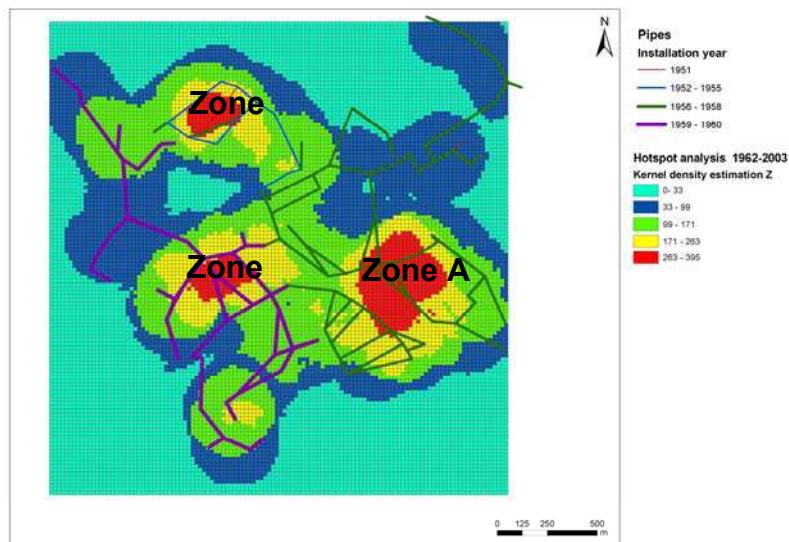 Zone
Zone
Zone A
N
Pipes
Installation year
1951
1952 - 1955
1956 - 1958
1959 - 1960
Hotspot analysis 1962-2003
Kernel density estimation Z
0- 33
33 - 99
99 - 171
171 - 263
263 - 395
0 125 250 500
m